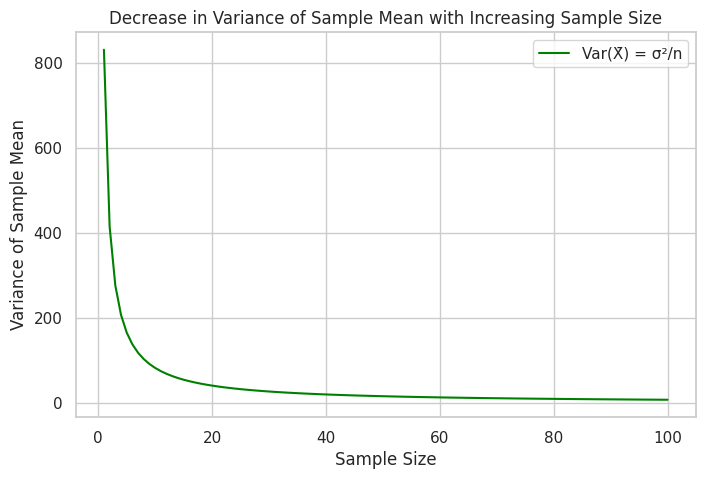 Decrease in Variance of Sample Mean with Increasing Sample Size
Var(X̄) = σ²/n
Variance of Sample Mean
800
600
400
200
0
0 20 40 60 80 100
Sample Size